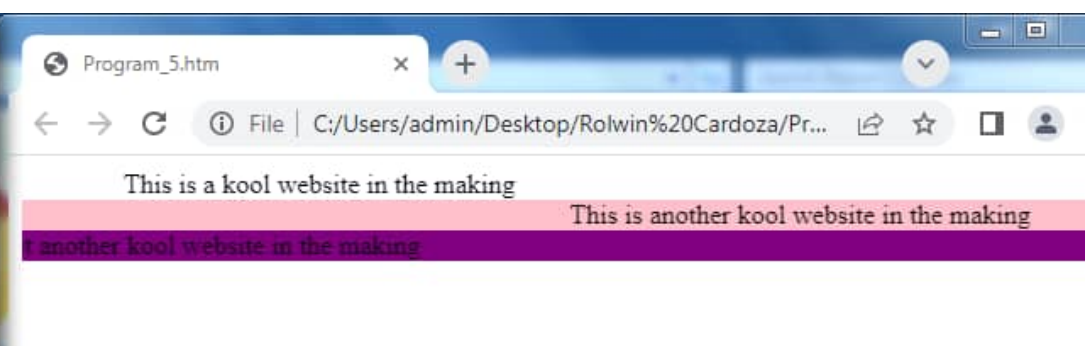 Program_5.htm
File | C:/Users/admin/Desktop/Rolwin%20Cardoza/Pr...
This is a kool website in the making
This is another kool website in the making
t another kool website in the making